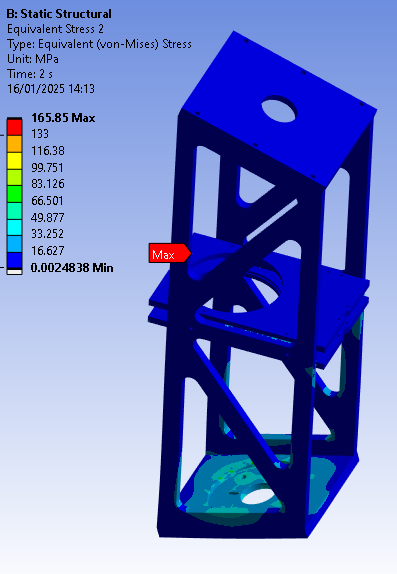 B: Static Structural
Equivalent Stress 2
Type: Equivalent (von-Mises) Stress
Unit: MPa
Time: 2 s
16/01/2025 14:13
165.85 Max
133
116.38
99.751
83.126
66.501
49.877
33.252
16.627
0.0024838 Min
Max